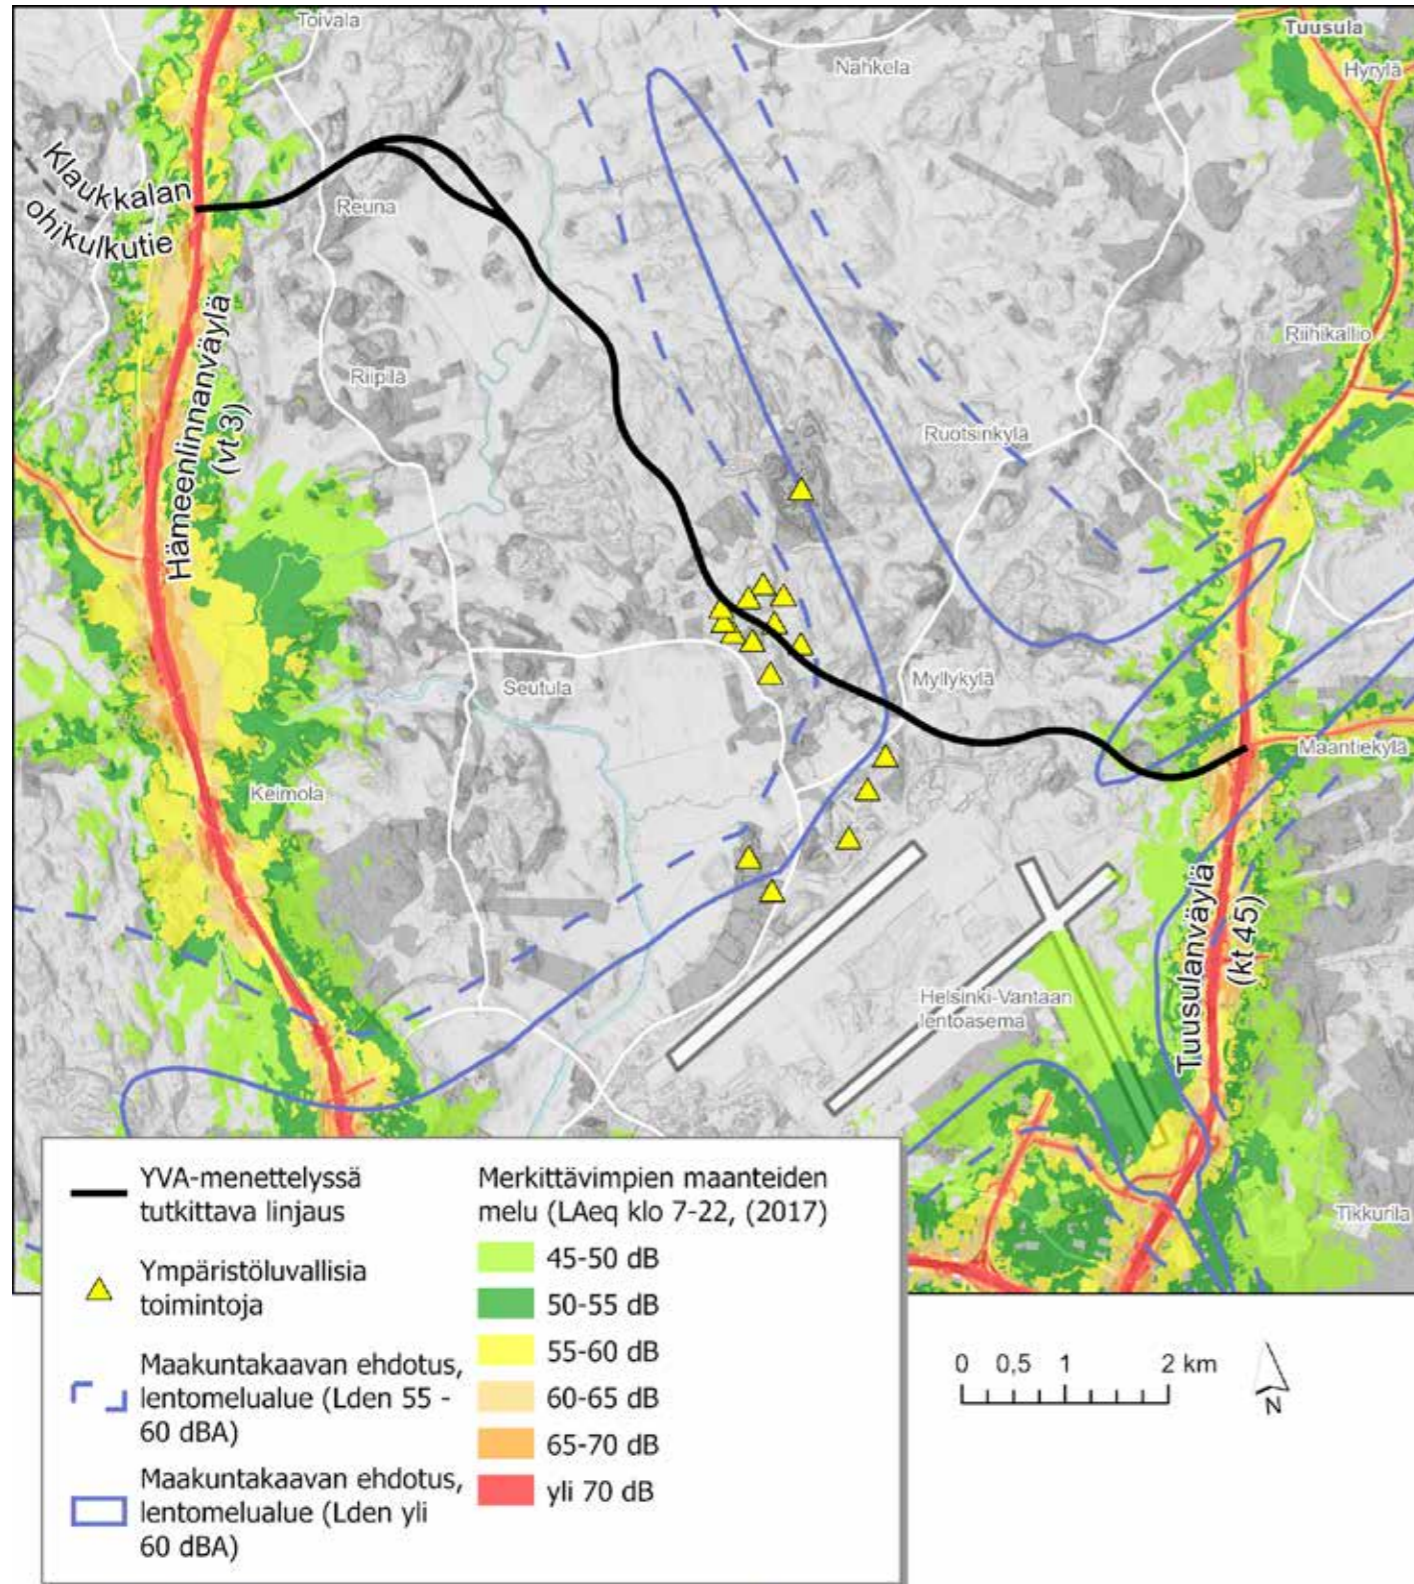 Toivala
Tuusula
Nahkela
Hyrylä
Klaukkalan
ohikulkutie
Reuna
Hämeenlinnanväylä
(vt 3)
Riihikallio
Riipilä
Ruotsinkylä
Seutula
Myllykylä
Maantiekylä
Keimola
Tuusulanväylä
(kt 45)
Helsinki-Vantaan
lentoasema
Tikkurila
YVA-menettelyssä
tutkittava linjaus
Ympäristöluvallisia
toimintoja
Maakuntakaavan ehdotus,
lentomelualue (Lden 55 -
60 dBA)
Maakuntakaavan ehdotus,
lentomelualue (Lden yli
60 dBA)
Merkittävimpien maanteiden
melu (LAeq klo 7-22, (2017)
45-50 dB
50-55 dB
55-60 dB
60-65 dB
65-70 dB
yli 70 dB
0 0,5 1 2 km
N